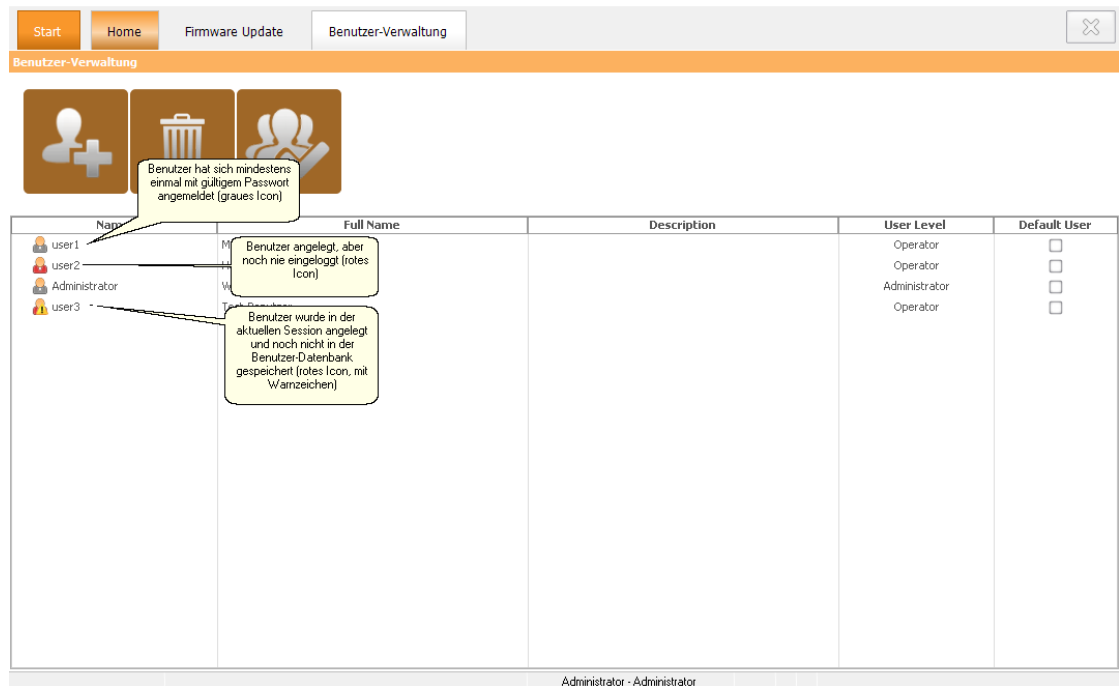 Start Home Firmware Update Benutzer-Verwaltung
Benutzer-Verwaltung
Benutzer hat sich mindestens
einmal mit gültigem Passwort
angemeldet (graues Icon)
Full Name Description User Level Default User
user1 Operator
user2 Operator
Administrator Administrator
user3 Operator
Benutzer angelegt, aber
noch nie eingeloggt (rotes
Icon)
Benutzer wurde in der
aktuellen Session angelegt
und noch nicht in der
Benutzer-Datenbank
gespeichert (rotes Icon, mit
Warnzeichen)
Administrator - Administrator